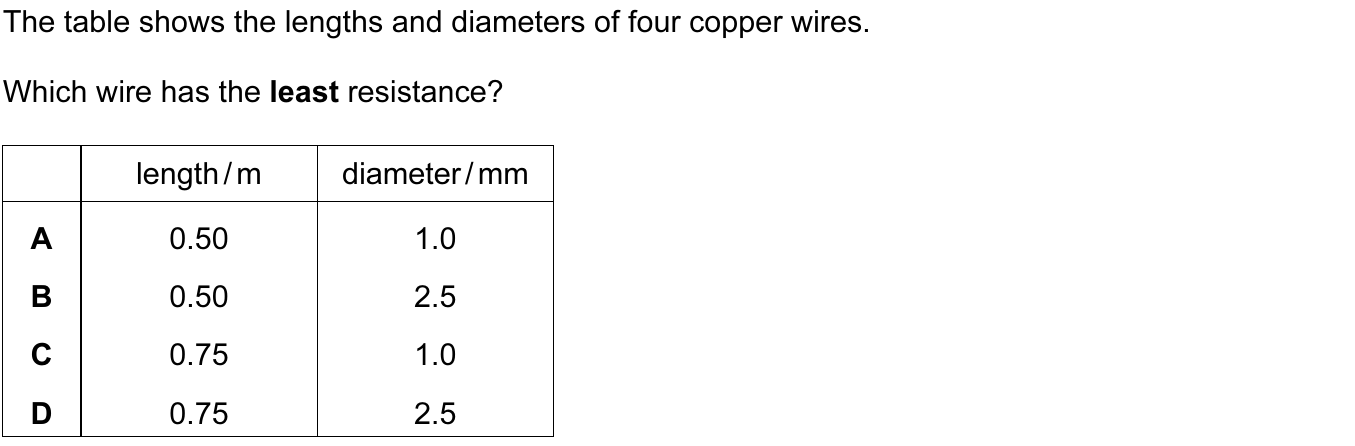 The table shows the lengths and diameters of four copper wires.
Which wire has the least resistance?
length / m diameter / mm
A 0.50 1.0
B 0.50 2.5
C 0.75 1.0
D 0.75 2.5